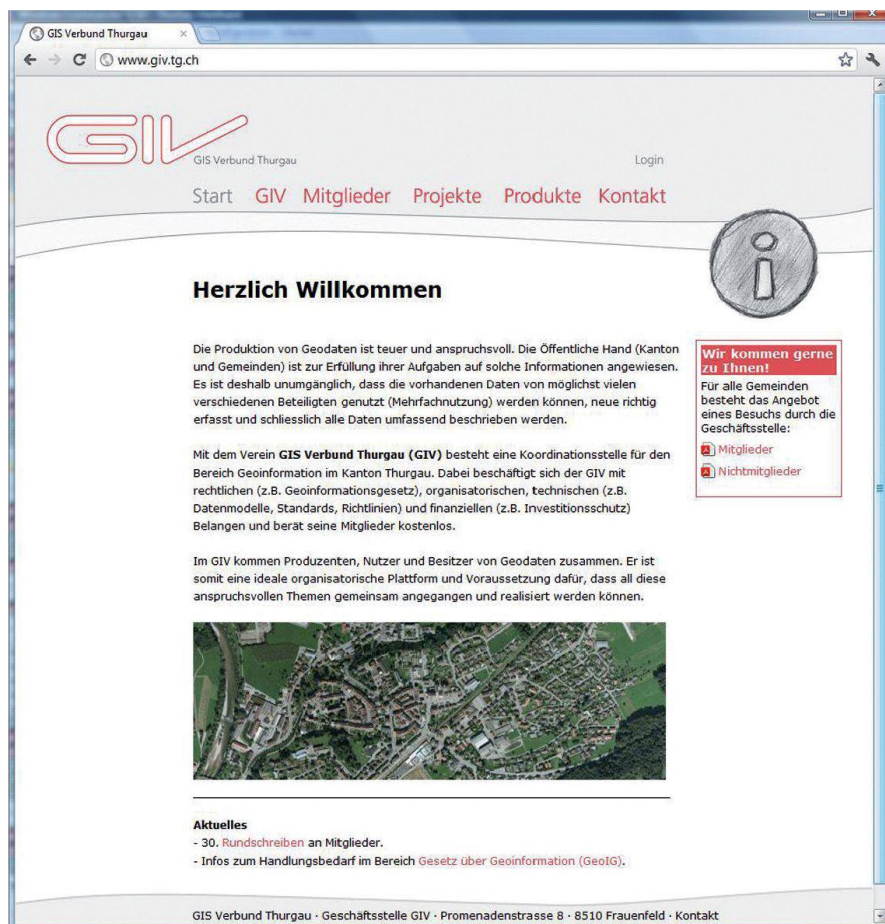 GIS Verbund Thurgau
www.giv.tg.ch
GIV
GIS Verbund Thurgau
Login
Start GIV Mitglieder Projekte Produkte Kontakt
Herzlich Willkommen
Die Produktion von Geodaten ist teuer und anspruchsvoll. Die Öffentliche Hand (Kanton
und Gemeinden) ist zur Erfüllung ihrer Aufgaben auf solche Informationen angewiesen.
Es ist deshalb unumgänglich, dass die vorhandenen Daten von möglichst vielen
verschiedenen Beteiligten genutzt (Mehrfachnutzung) werden können, neue richtig
erfasst und schliesslich alle Daten umfassend beschrieben werden.
Mit dem Verein GIS Verbund Thurgau (GIV) besteht eine Koordinationsstelle für den
Bereich Geoinformation im Kanton Thurgau. Dabei beschäftigt sich der GIV mit
rechtlichen (z.B. Geoinformationsgesetz), organisatorischen, technischen (z.B.
Datenmodelle, Standards, Richtlinien) und finanziellen (z.B. Investitionsschutz)
Belangen und berät seine Mitglieder kostenlos.
Im GIV kommen Produzenten, Nutzer und Besitzer von Geodaten zusammen. Er ist
somit eine ideale organisatorische Plattform und Voraussetzung dafür, dass all diese
anspruchsvollen Themen gemeinsam angegangen und realisiert werden können.
i
Wir kommen gerne
zu Ihnen!
Für alle Gemeinden
besteht das Angebot
eines Besuchs durch die
Geschäftsstelle:
Mitglieder
Nichtmitglieder
Aktuelles
- 30. Rundschreiben an Mitglieder.
- Infos zum Handlungsbedarf im Bereich Gesetz über Geoinformation (GeoIG).
GIS Verbund Thurgau · Geschäftsstelle GIV · Promenadenstrasse 8 · 8510 Frauenfeld · Kontakt